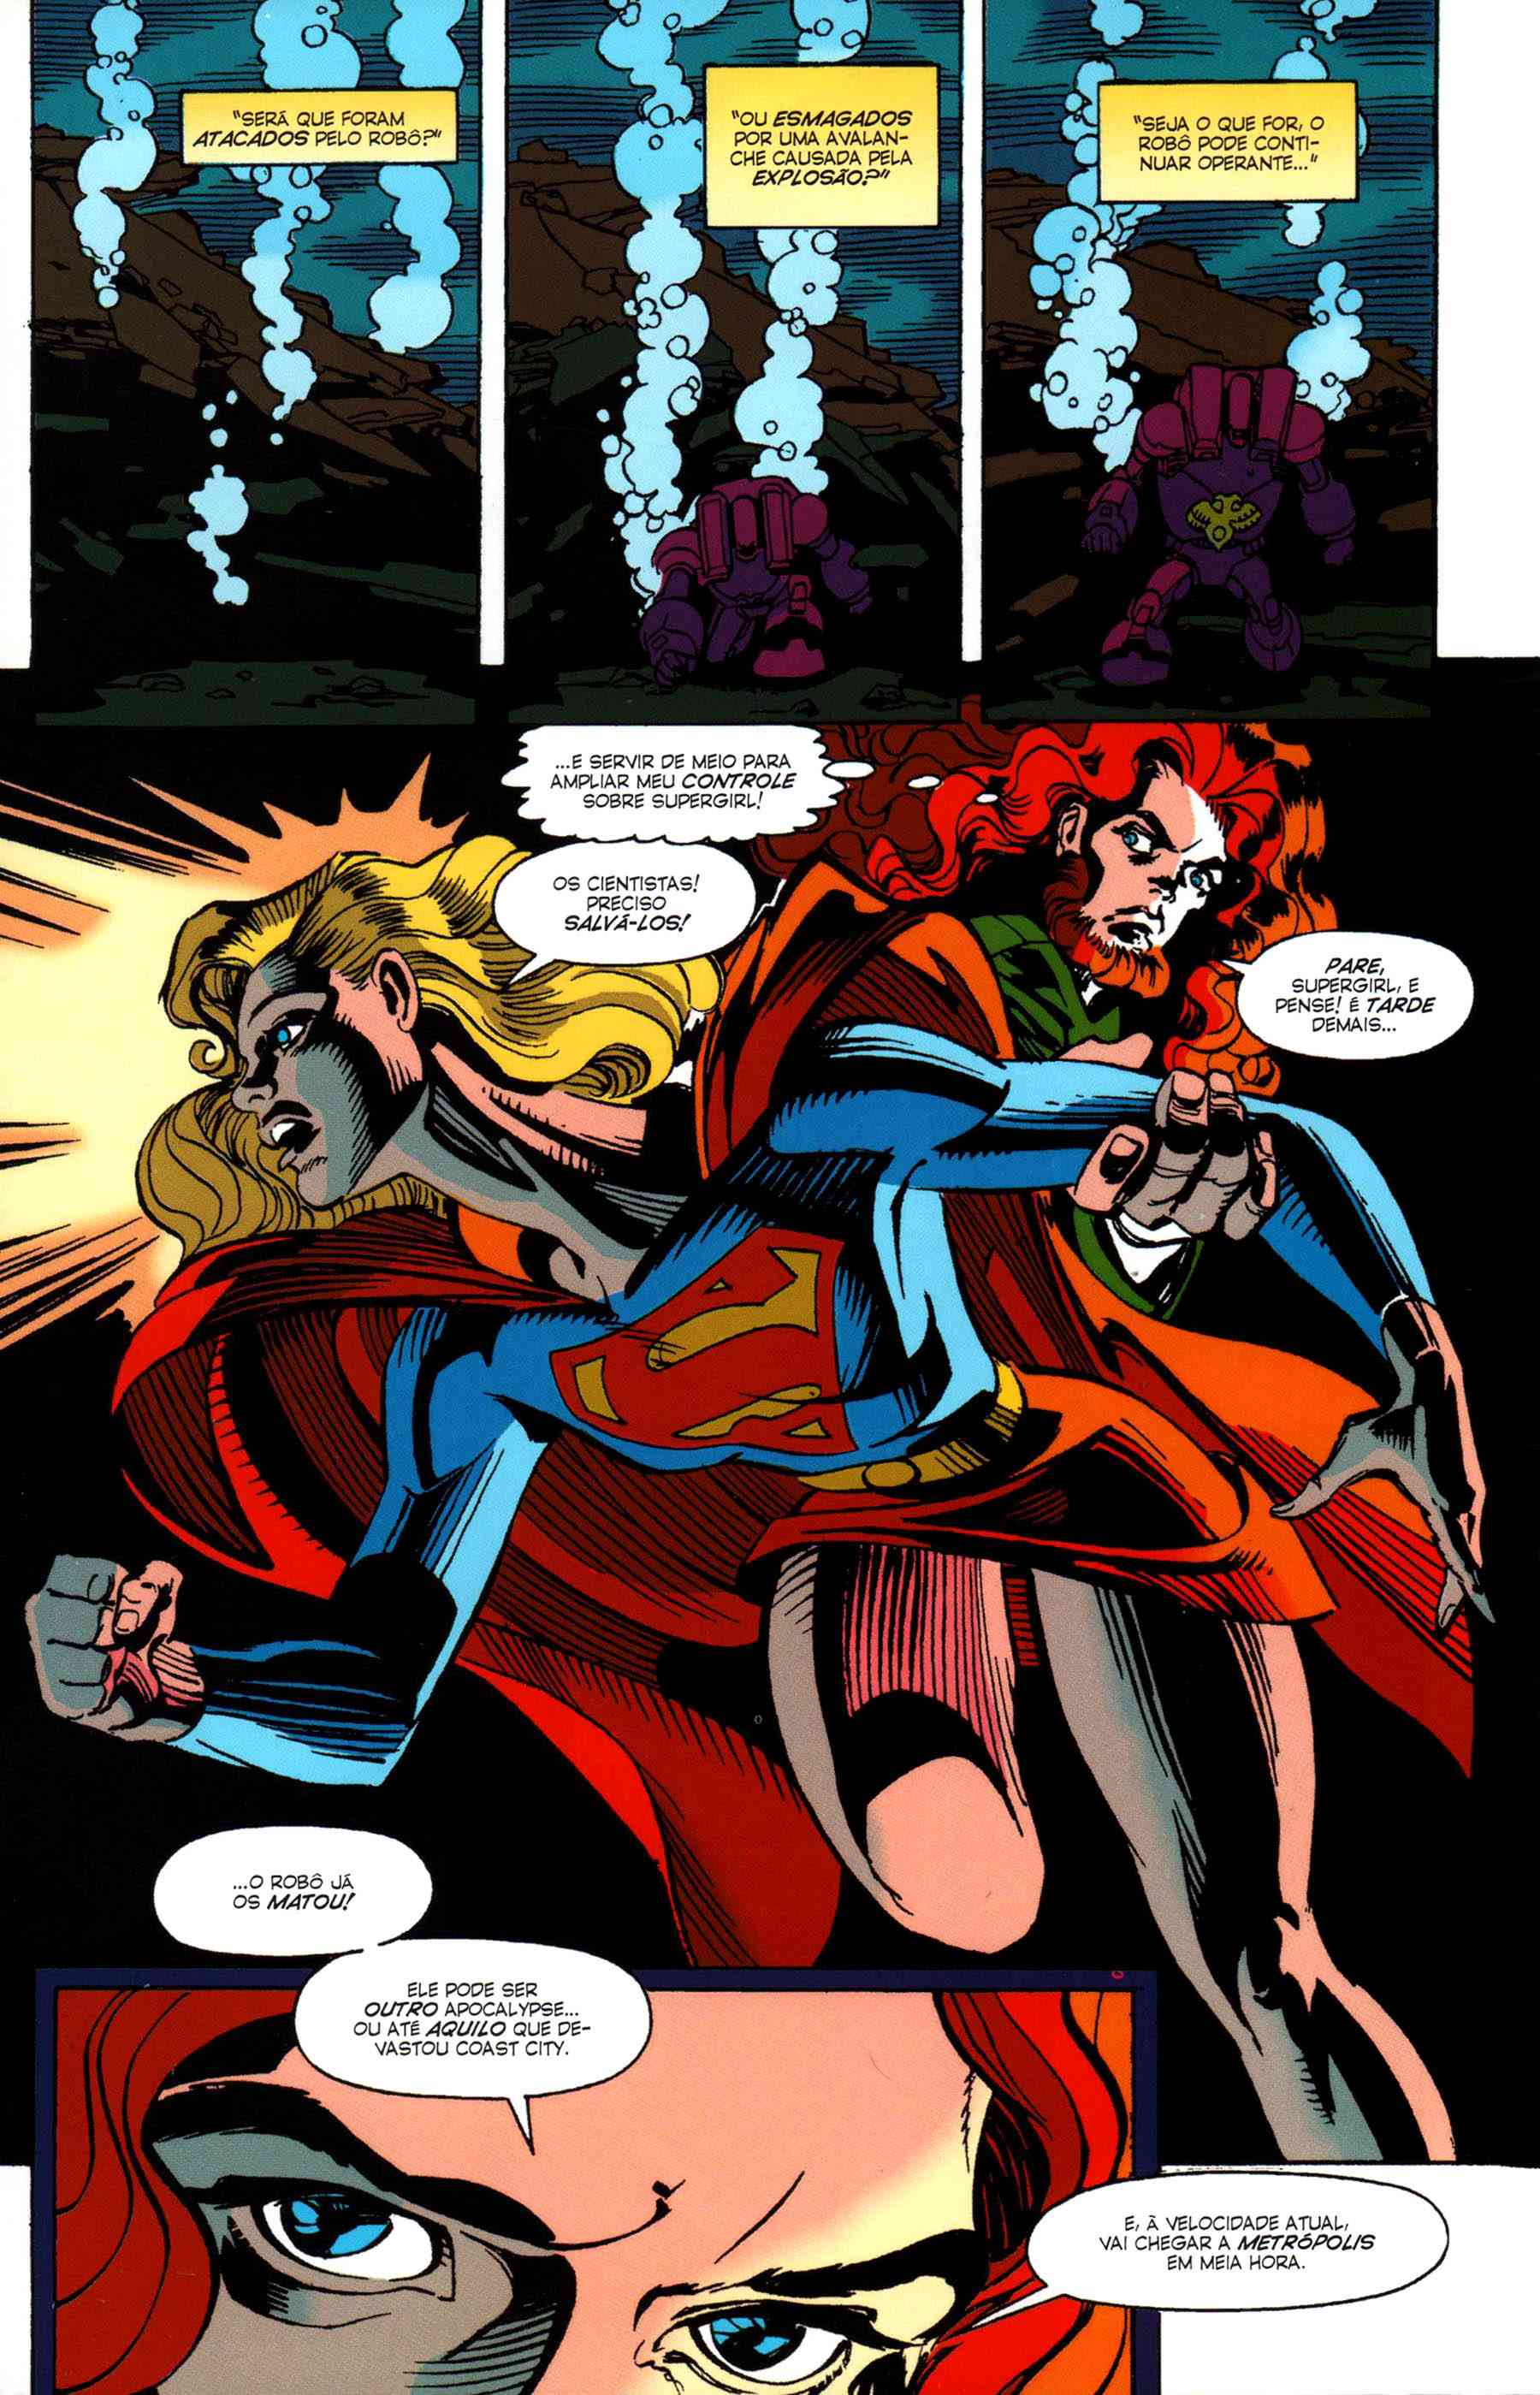 "SERÁ QUE FORAM
ATACADOS PELO ROBÔ?"
"OU ESMAGADOS
POR UMA AVALAN-
CHE CAUSADA PELA
EXPLOSÃO?"
"SEJA O QUE FOR, O
ROBÔ PODE CONTI-
NUAR OPERANTE..."
...E SERVIR DE MEIO PARA
AMPLIAR MEU CONTROLE
SOBRE SUPERGIRL!
OS CIENTISTAS!
PRECISO
SALVÁ-LOS!
PARE,
SUPERGIRL, E
PENSE! É TARDE
DEMAIS...
...O ROBÔ JÁ
OS MATOU!
ELE PODE SER
OUTRO APOCALYPSE...
OU ATÉ AQUILO QUE DE-
VASTOU COAST CITY.
E, À VELOCIDADE ATUAL,
VAI CHEGAR A METRÓPOLIS
EM MEIA HORA.